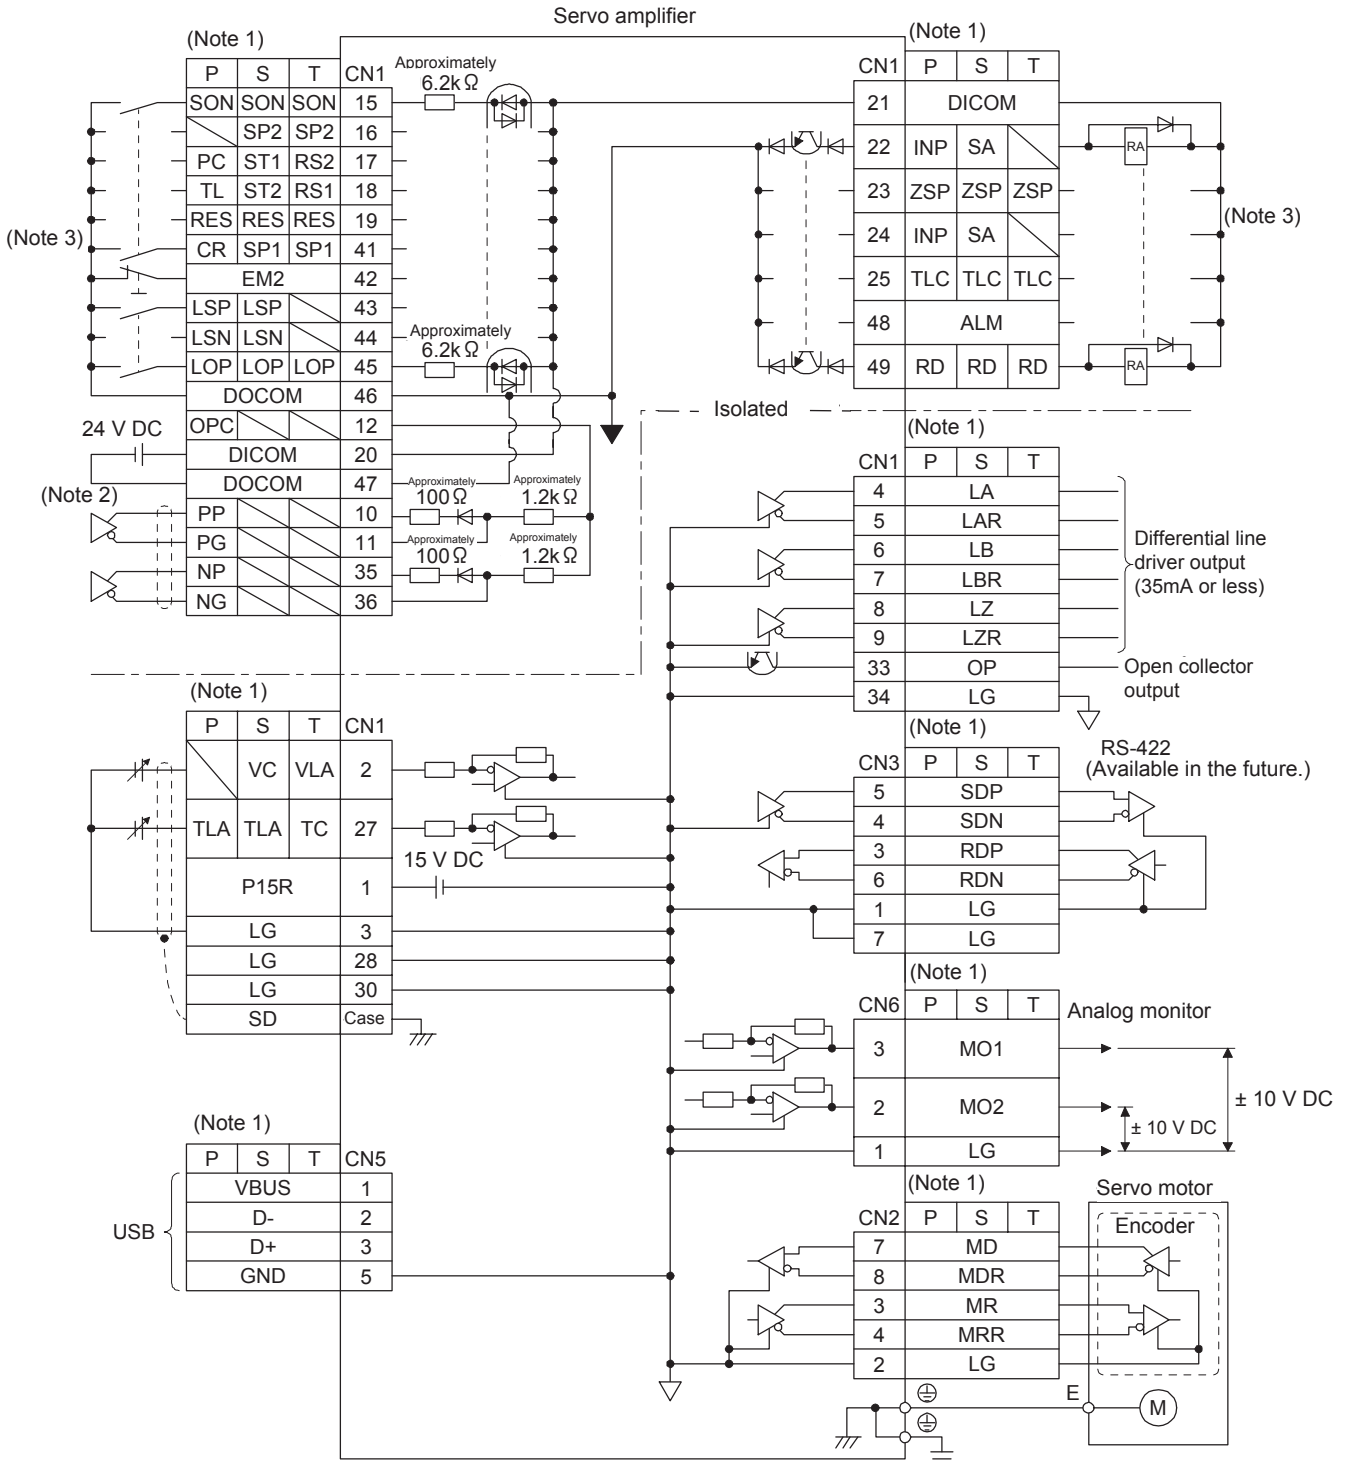 Servo amplifier
(Note 1)
P S T CN1
SON SON SON 15
SP2 SP2 16
PC ST1 RS2 17
TL ST2 RS1 18
RES RES RES 19
CR SP1 SP1 41
EM2 42
LSP LSP 43
LSN LSN 44
LOP LOP LOP 45
DOCOM 46
OPC 12
DICOM 20
DOCOM 47
PP 10
PG 11
NP 35
NG 36
(Note 3)
24 V DC
(Note 2)
Approximately
6.2kΩ
Approximately
6.2kΩ
Approximately
100Ω
Approximately
1.2kΩ
Approximately
100Ω
Approximately
1.2kΩ
Isolated
(Note 1)
CN1 P S T
21 DICOM
22 INP SA
23 ZSP ZSP ZSP
24 INP SA
25 TLC TLC TLC
48 ALM
49 RD RD RD
RA
RA
(Note 3)
(Note 1)
CN1 P S T
4 LA
5 LAR
6 LB
7 LBR
8 LZ
9 LZR
33 OP
34 LG
Differential line
driver output
(35mA or less)
Open collector
output
(Note 1)
P S T CN1
VC VLA 2
TLA TLA TC 27
P15R 1
LG 3
LG 28
LG 30
SD Case
15 V DC
(Note 1)
CN3 P S T
5 SDP
4 SDN
3 RDP
6 RDN
1 LG
7 LG
RS-422
(Available in the future.)
(Note 1)
CN6 P S T
3 MO1
2 MO2
1 LG
Analog monitor
± 10 V DC
± 10 V DC
(Note 1)
P S T CN5
VBUS 1
D- 2
D+ 3
GND 5
USB
(Note 1)
CN2 P S T
7 MD
8 MDR
3 MR
4 MRR
2 LG
Servo motor
Encoder
E
M